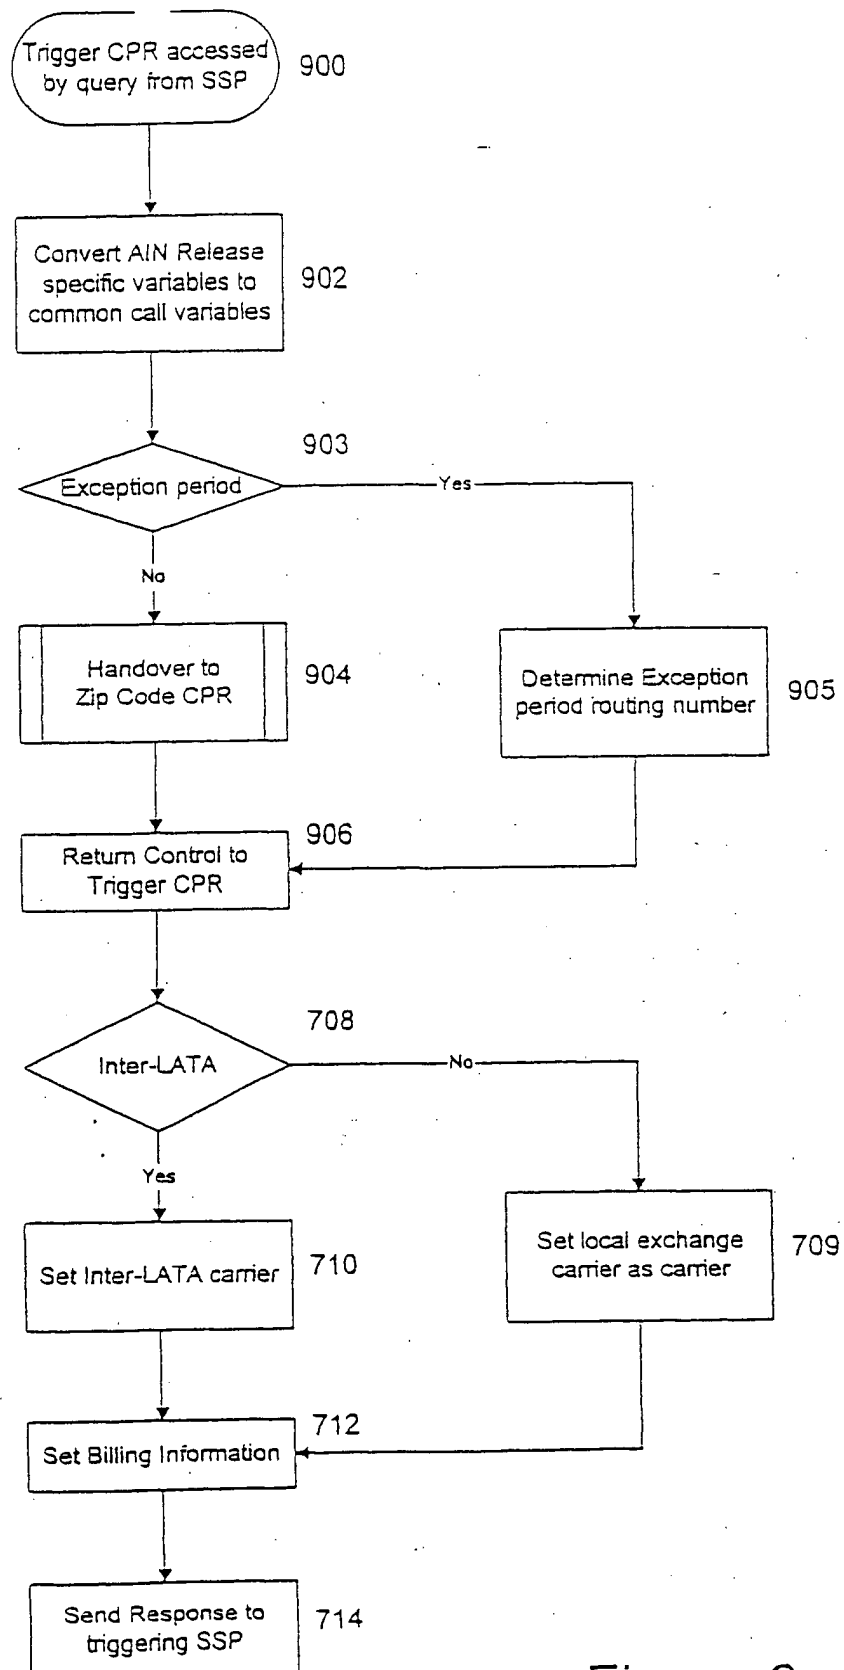 Trigger CPR accessed
by query from SSP
900
Convert AIN Release
specific variables to
common call variables
902
903
Exception period
Yes
No
Handover to
Zip Code CPR
904
Determine Exception
period routing number
905
906
Return Control to
Trigger CPR
708
Inter-LATA
No
Yes
Set Inter-LATA carrier
710
Set local exchange
carrier as carrier
709
712
Set Billing Information
Send Response to
triggering SSP
714